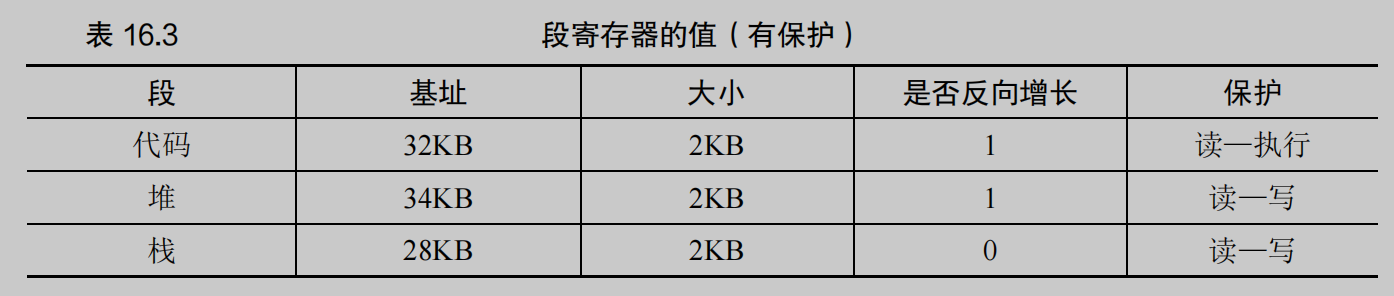 表 16.3 段寄存器的值（有保护）
段 基址 大小 是否反向增长 保护
代码 32KB 2KB 1 读—执行
堆 34KB 2KB 1 读—写
栈 28KB 2KB 0 读—写